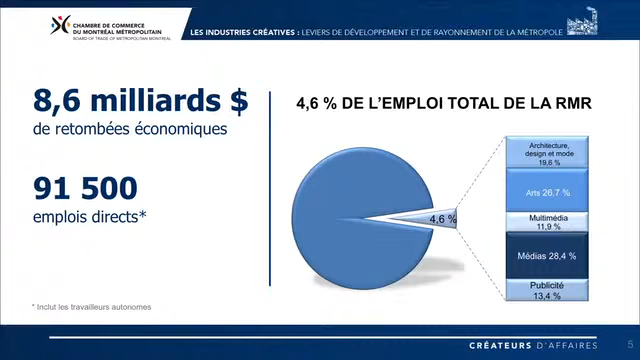 CHAMBRE DE COMMERCE
DU MONTRÉAL MÉTROPOLITAIN
BOARD OF TRADE OF METROPOLITAN MONTREAL
LES INDUSTRIES CRÉATIVES : LEVIERS DE DÉVELOPPEMENT ET DE RAYONNEMENT DE LA MÉTROPOLE
8,6 milliards $
de retombées économiques
91 500
emplois directs*
* Inclut les travailleurs autonomes
4,6 % DE L'EMPLOI TOTAL DE LA RMR
4,6 %
Architecture,
design et mode
19,6 %
Arts 26,7 %
Multimédia
11,9 %
Médias 28,4 %
Publicité
13,4 %
CRÉATEURS D'AFFAIRES
5